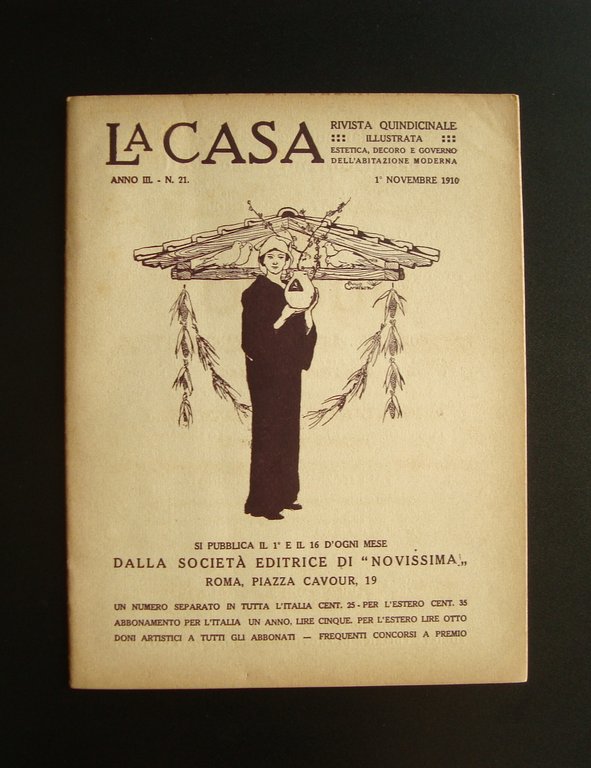 LA CASA
RIVISTA QUINDICINALE
ILLUSTRATA
ESTETICA, DECORO E GOVERNO
DELL'ABITAZIONE MODERNA
ANNO III. - N. 21.
1° NOVEMBRE 1910
SI PUBBLICA IL 1° E IL 16 D'OGNI MESE
DALLA SOCIETÀ EDITRICE DI "NOVISSIMA„
ROMA, PIAZZA CAVOUR, 19
UN NUMERO SEPARATO IN TUTTA L'ITALIA CENT. 25 - PER L'ESTERO CENT. 35
ABBONAMENTO PER L'ITALIA UN ANNO, LIRE CINQUE. PER L'ESTERO LIRE OTTO
DONI ARTISTICI A TUTTI GLI ABBONATI — FREQUENTI CONCORSI A PREMIO